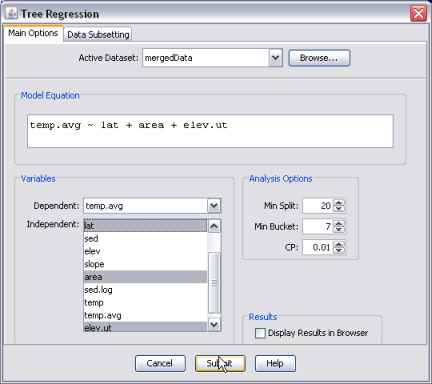 Tree Regression
Main Options Data Subsetting
Active Dataset: mergedData Browse...
Model Equation
temp.avg ~ lat + area + elev.ut
Variables
Dependent: temp.avg
Independent: lat
sed
elev
slope
area
sed.log
temp
temp.avg
elev.ut
Analysis Options
Min Split: 20
Min Bucket: 7
CP: 0.01
Results
Display Results in Browser
Cancel Submit Help